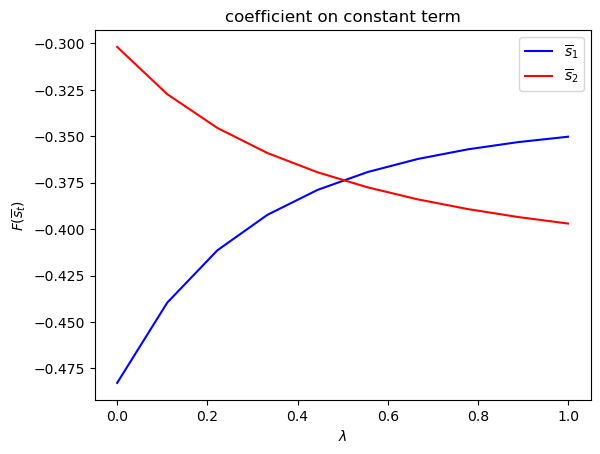 coefficient on constant term
−0.300
−0.325
−0.350
−0.375
−0.400
−0.425
−0.450
−0.475
F(s̅ₜ)
s̅₁
s̅₂
0.0 0.2 0.4 0.6 0.8 1.0
λ